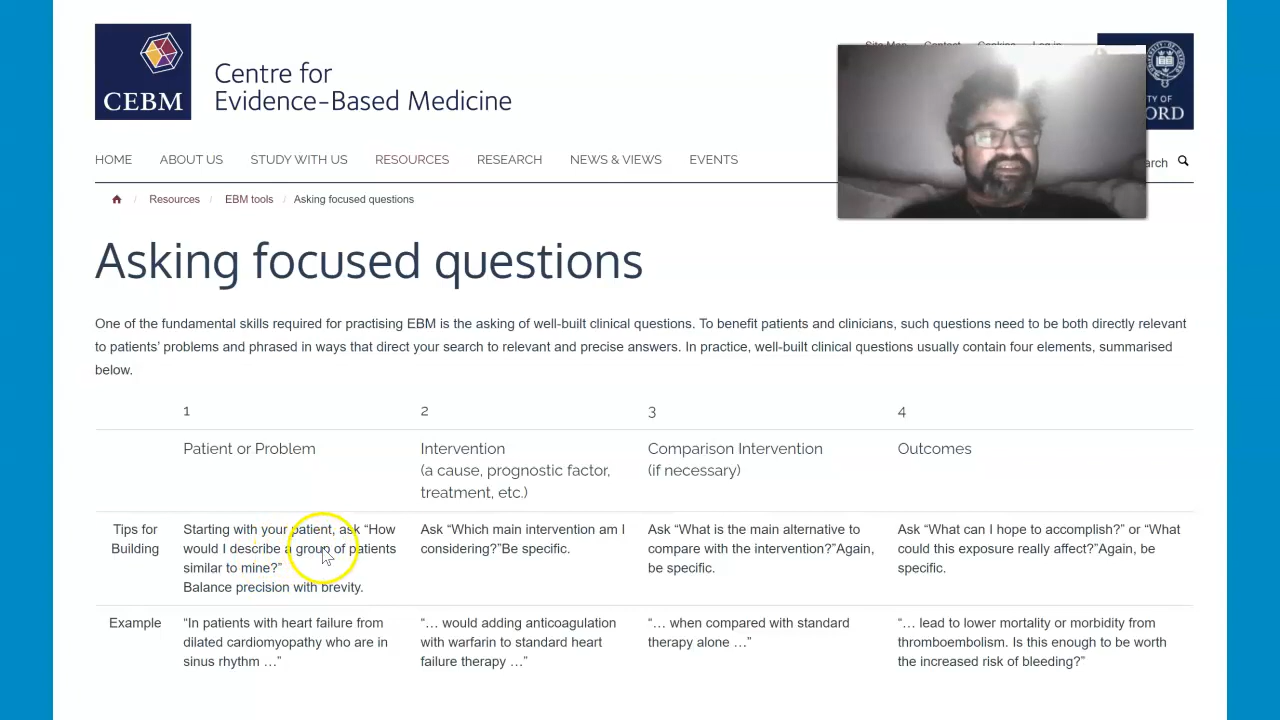 CEBM
Centre for
Evidence-Based Medicine
Site Map Contact Cookies Log in
HOME ABOUT US STUDY WITH US RESOURCES RESEARCH NEWS & VIEWS EVENTS
/ Resources / EBM tools / Asking focused questions
Asking focused questions
One of the fundamental skills required for practising EBM is the asking of well-built clinical questions. To benefit patients and clinicians, such questions need to be both directly relevant
to patients' problems and phrased in ways that direct your search to relevant and precise answers. In practice, well-built clinical questions usually contain four elements, summarised
below.
1 2 3 4
Patient or Problem Intervention Comparison Intervention Outcomes
(a cause, prognostic factor, (if necessary)
treatment, etc.)
Tips for Starting with your patient, ask “How Ask “Which main intervention am I Ask “What is the main alternative to Ask “What can I hope to accomplish?” or “What
Building would I describe a group of patients considering?”Be specific. compare with the intervention?”Again, could this exposure really affect?”Again, be
similar to mine?” be specific. specific.
Balance precision with brevity.
Example “In patients with heart failure from “… would adding anticoagulation “… when compared with standard “… lead to lower mortality or morbidity from
dilated cardiomyopathy who are in with warfarin to standard heart therapy alone …” thromboembolism. Is this enough to be worth
sinus rhythm …” failure therapy …” the increased risk of bleeding?”